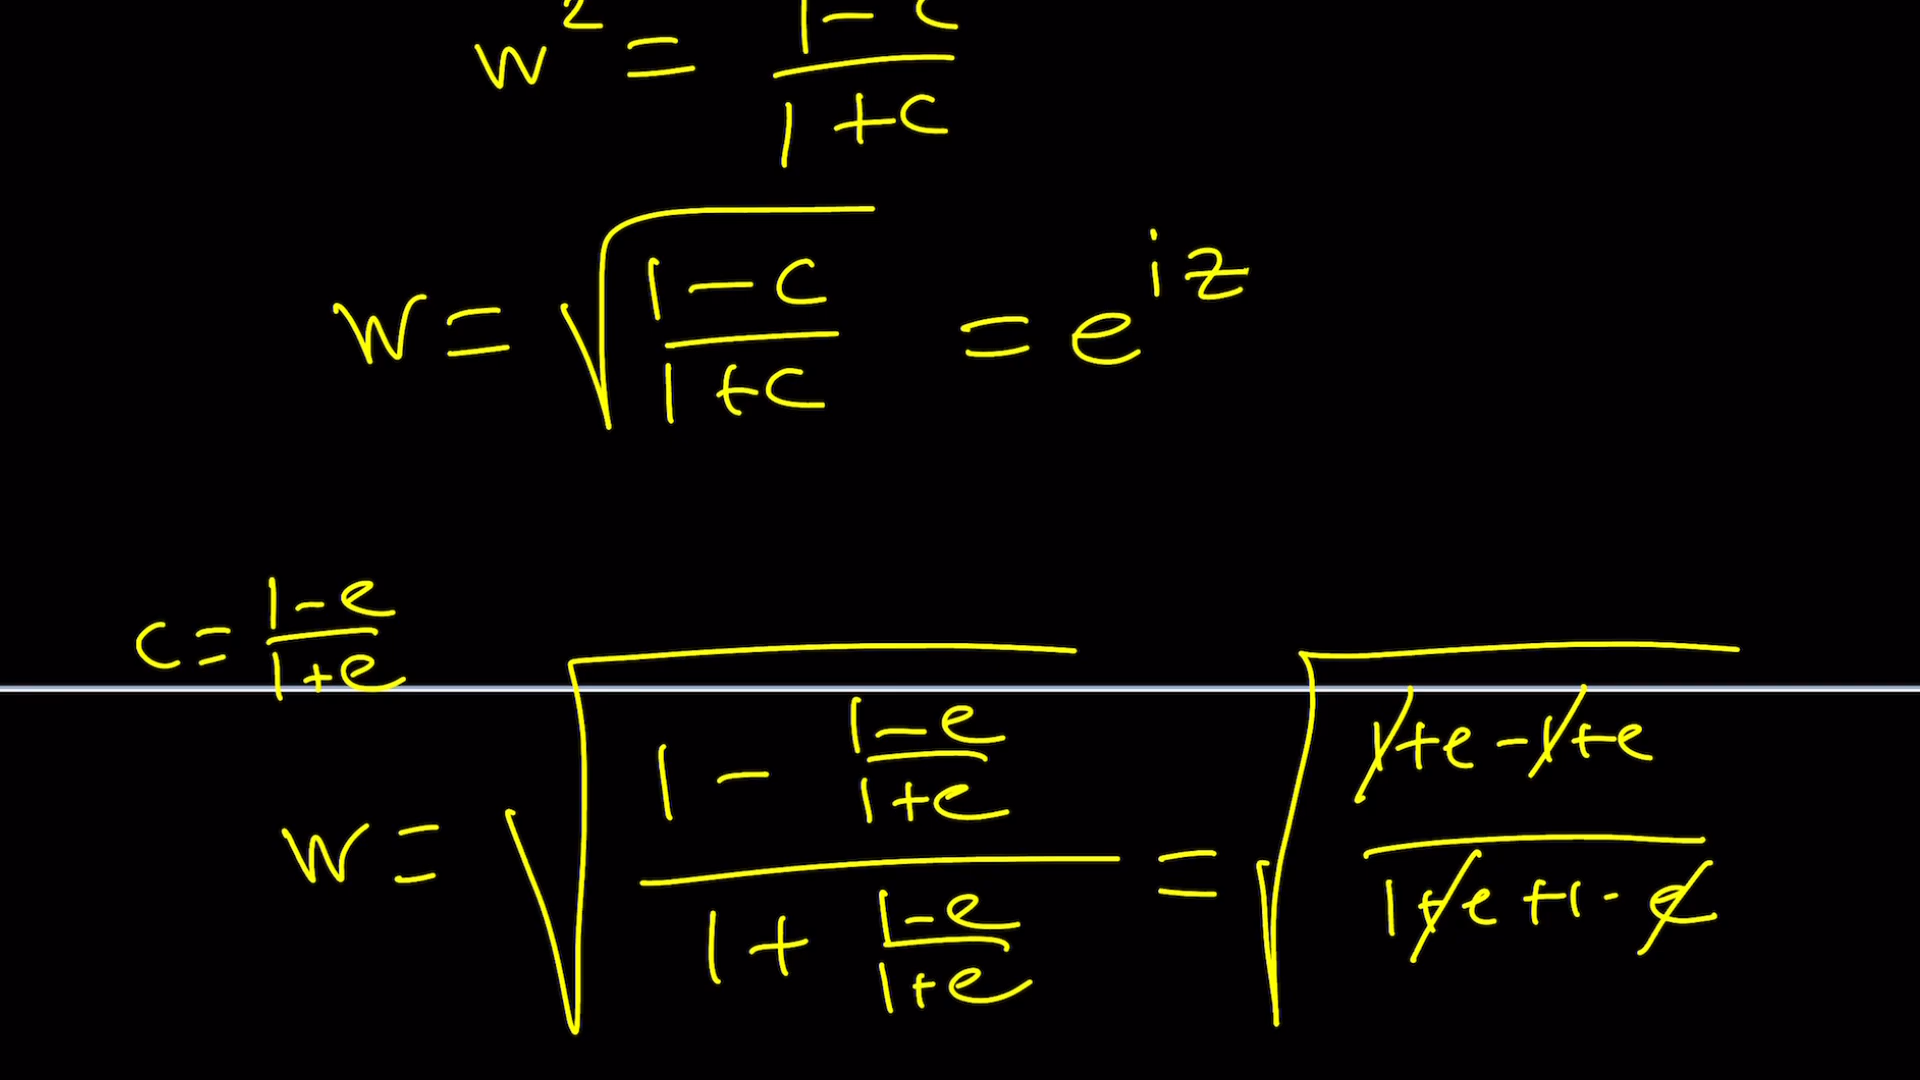 w² = (1 - c)/(1 + c)
w = √((1 - c)/(1 + c)) = e^(iz)
c = (1 - e)/(1 + e)
w = √((1 - (1 - e)/(1 + e))/(1 + (1 - e)/(1 + e))) = √((1 + e - 1 + e)/(1 + e + 1 - e))